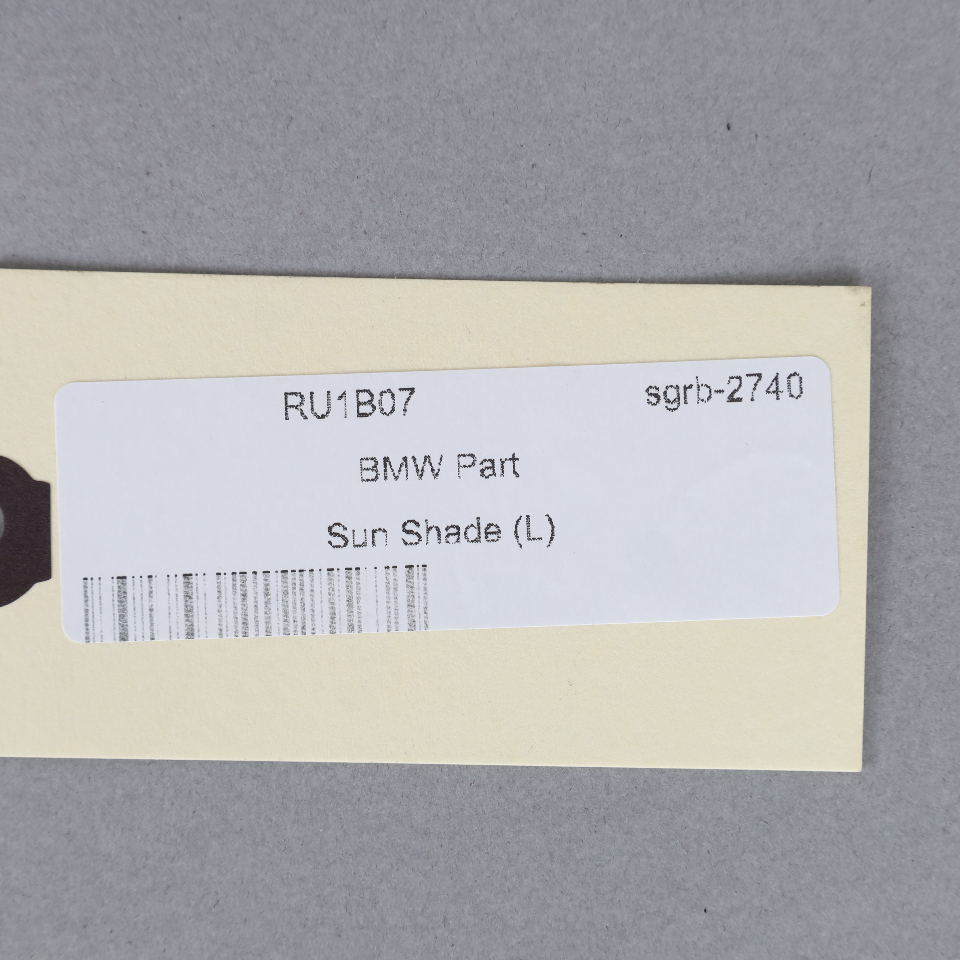 RU1B07 sgrb-2740
BMW Part
Sun Shade (L)